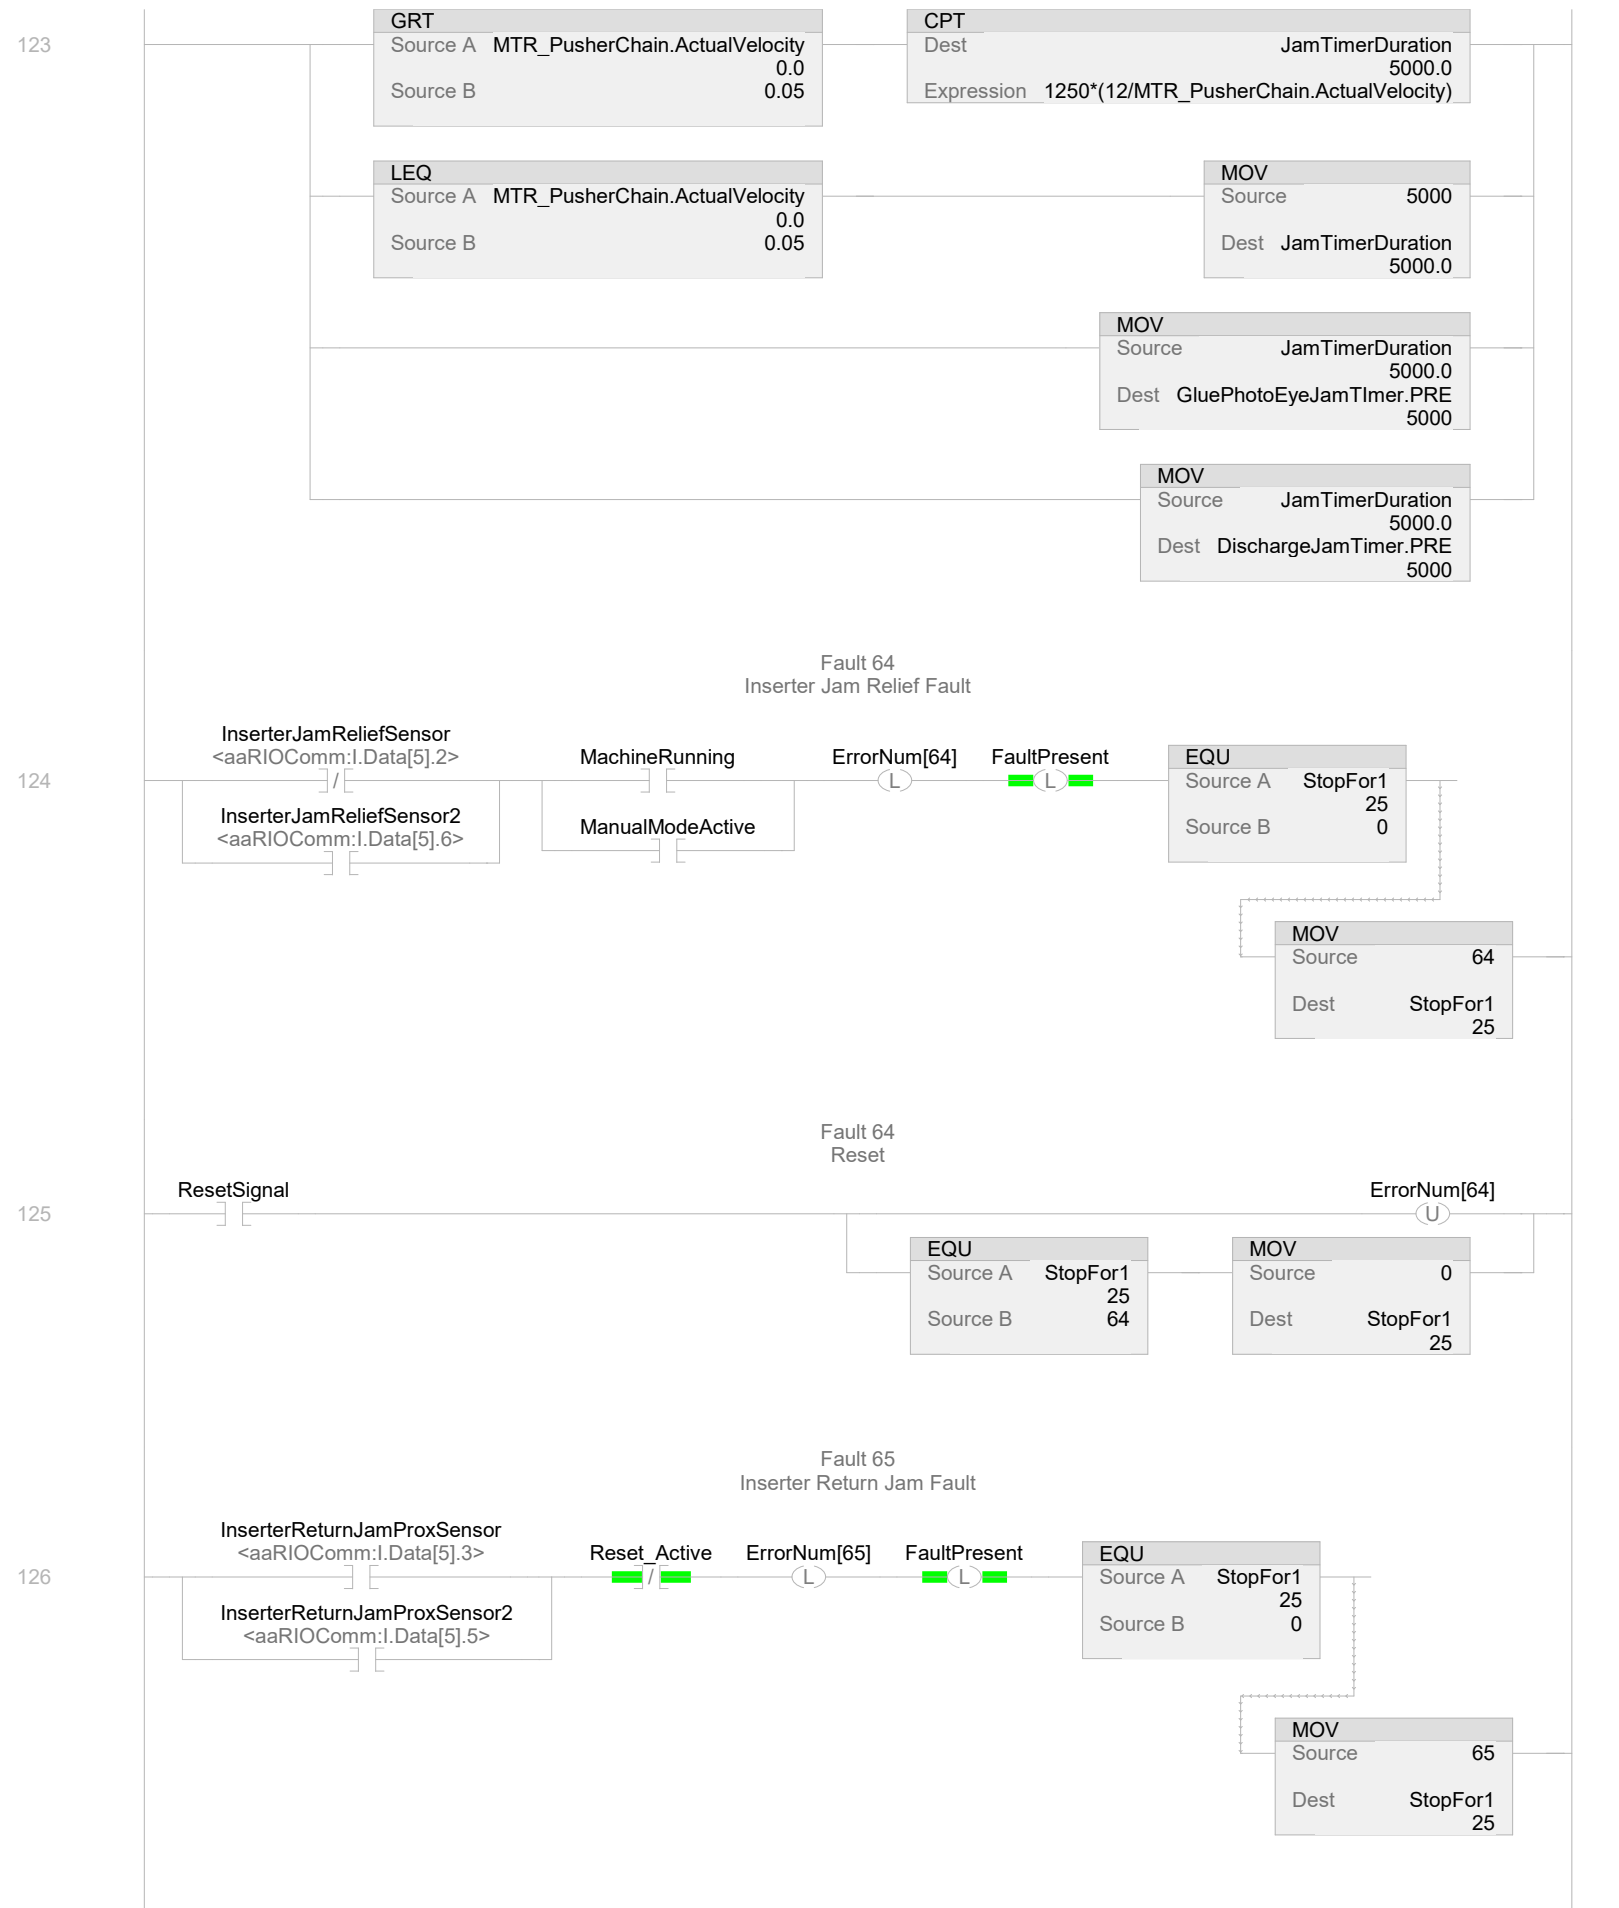 123
GRT
Source A MTR_PusherChain.ActualVelocity
0.0
Source B 0.05
CPT
Dest JamTimerDuration
5000.0
Expression 1250*(12/MTR_PusherChain.ActualVelocity)
LEQ
Source A MTR_PusherChain.ActualVelocity
0.0
Source B 0.05
MOV
Source 5000
Dest JamTimerDuration
5000.0
MOV
Source JamTimerDuration
5000.0
Dest GluePhotoEyeJamTImer.PRE
5000
MOV
Source JamTimerDuration
5000.0
Dest DischargeJamTimer.PRE
5000
Fault 64
Inserter Jam Relief Fault
124
InserterJamReliefSensor
<aaRIOComm:I.Data[5].2>
/
InserterJamReliefSensor2
<aaRIOComm:I.Data[5].6>
MachineRunning
ManualModeActive
ErrorNum[64]
L
FaultPresent
L
EQU
Source A StopFor1
25
Source B 0
MOV
Source 64
Dest StopFor1
25
Fault 64
Reset
125
ResetSignal
ErrorNum[64]
U
EQU
Source A StopFor1
25
Source B 64
MOV
Source 0
Dest StopFor1
25
Fault 65
Inserter Return Jam Fault
126
InserterReturnJamProxSensor
<aaRIOComm:I.Data[5].3>
InserterReturnJamProxSensor2
<aaRIOComm:I.Data[5].5>
Reset_Active
/
ErrorNum[65]
L
FaultPresent
L
EQU
Source A StopFor1
25
Source B 0
MOV
Source 65
Dest StopFor1
25